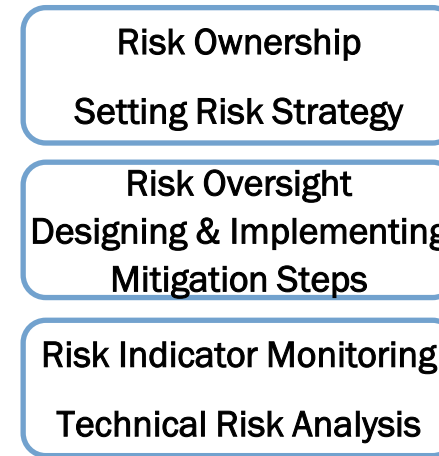 Risk Ownership
Setting Risk Strategy
Risk Oversight
Designing & Implementing
Mitigation Steps
Risk Indicator Monitoring
Technical Risk Analysis